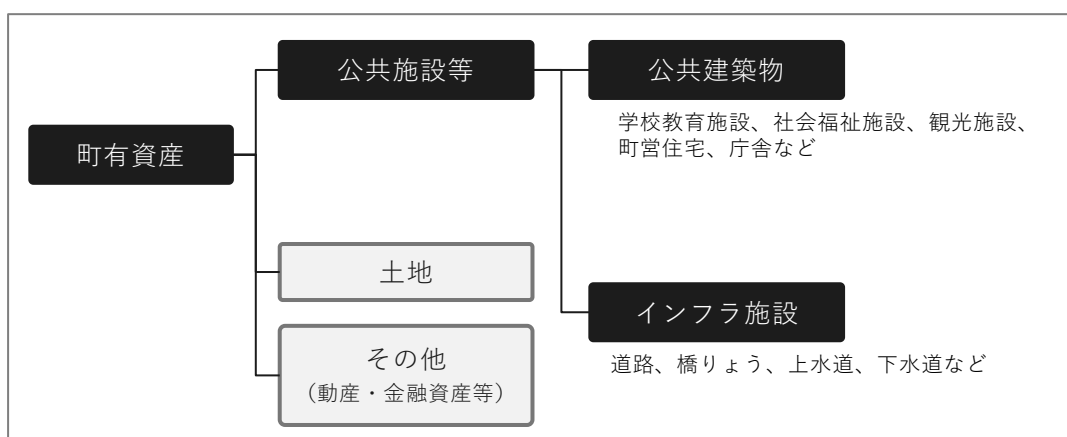 公共施設等
公共建築物
学校教育施設、社会福祉施設、観光施設、
町営住宅、庁舎など
町有資産
土地
インフラ施設
道路、橋りょう、上水道、下水道など
その他
（動産・金融資産等）